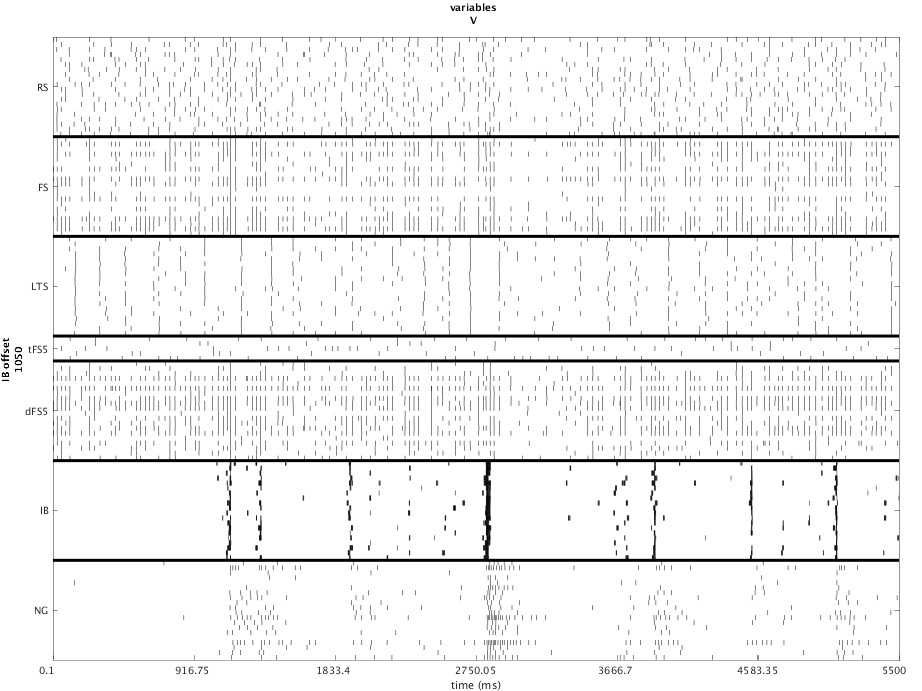 variables
V
RS
FS
LTS
tFS5
dFS5
IB
NG
IB offset
1050
0.1 916.75 1833.4 2750.05 3666.7 4583.35 5500
time (ms)